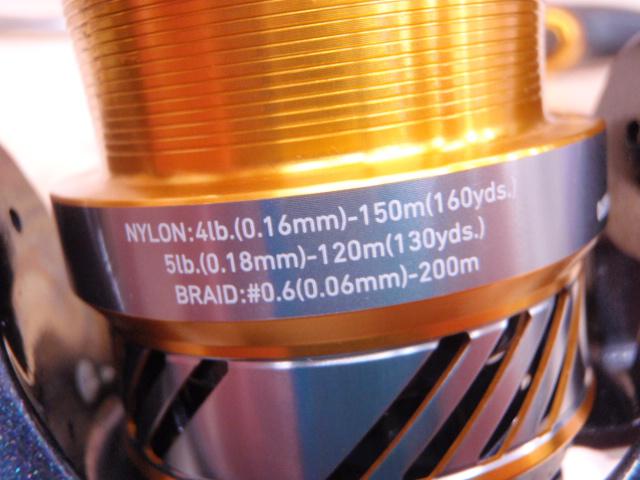 NYLON:4lb.(0.16mm)-150m(160yds.)
5lb.(0.18mm)-120m(130yds.)
BRAID:#0.6(0.06mm)-200m